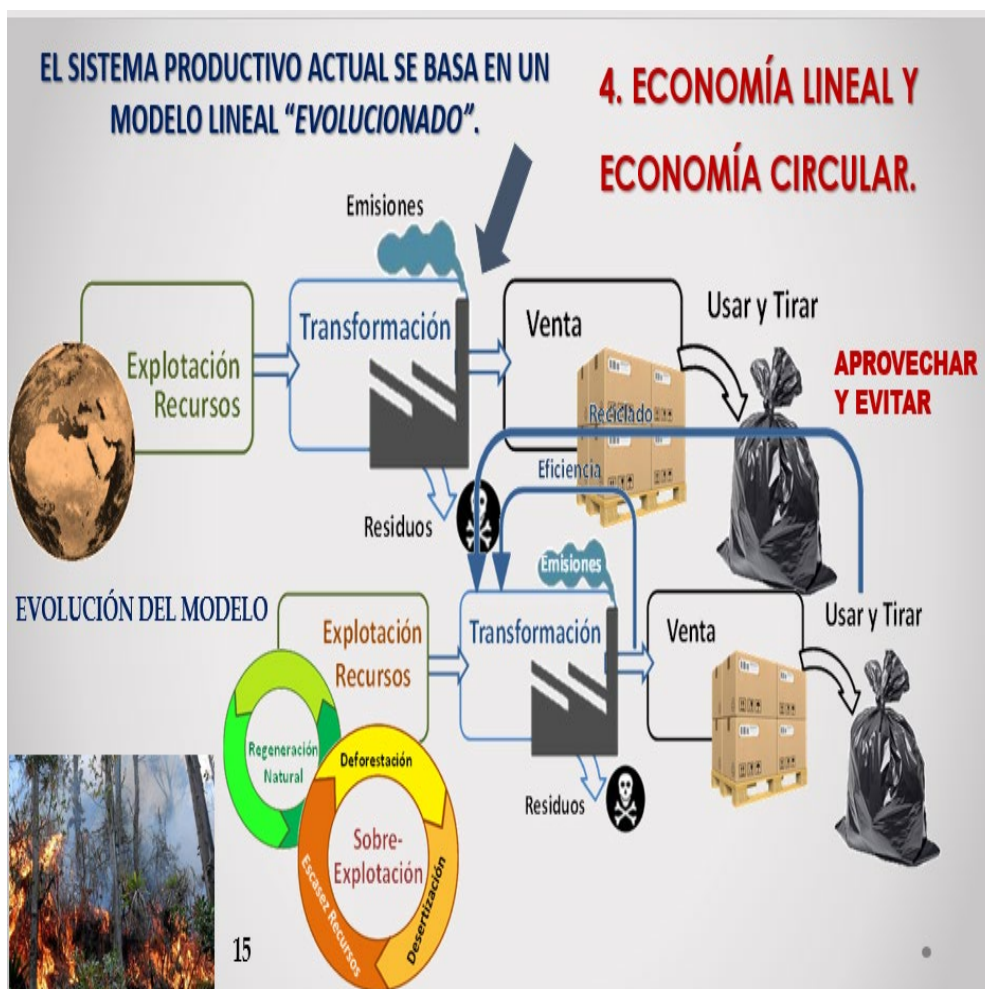 EL SISTEMA PRODUCTIVO ACTUAL SE BASA EN UN
MODELO LINEAL “EVOLUCIONADO”.
4. ECONOMÍA LINEAL Y
ECONOMÍA CIRCULAR.
Emisiones
Explotación
Recursos
Transformación
Venta
Usar y Tirar
APROVECHAR
Y EVITAR
Reciclado
Eficiencia
Residuos
EVOLUCIÓN DEL MODELO
Emisiones
Explotación
Recursos
Transformación
Venta
Usar y Tirar
Regeneración
Natural
Deforestación
Sobre-
Explotación
Escasez Recursos
Desertización
Residuos
15